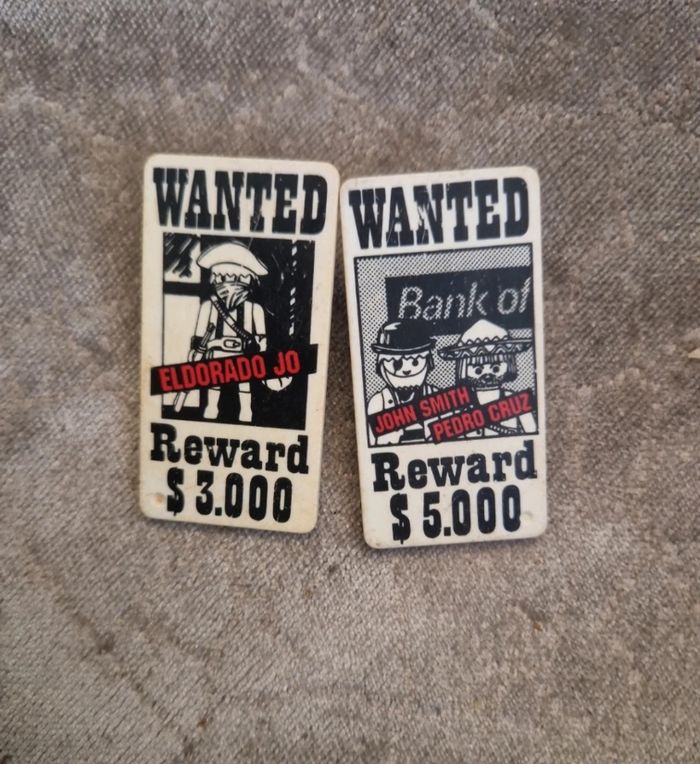 WANTED
ELDORADO JO
Reward
$ 3.000
WANTED
Bank of
JOHN SMITH
PEDRO CRUZ
Reward
$ 5.000